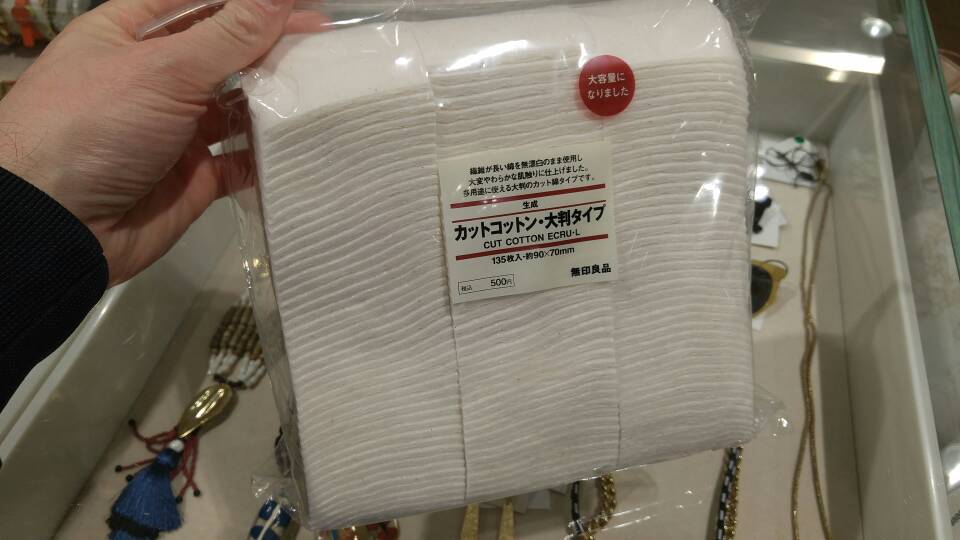 大容量に
なりました
繊維が長い綿を無漂白のまま使用し
大変やわらかな肌触りに仕上げました。
多用途に使える大判のカット綿タイプです。
生成
カットコットン・大判タイプ
CUT COTTON ECRU・L
135枚入・約90×70mm
税込 500円
無印良品